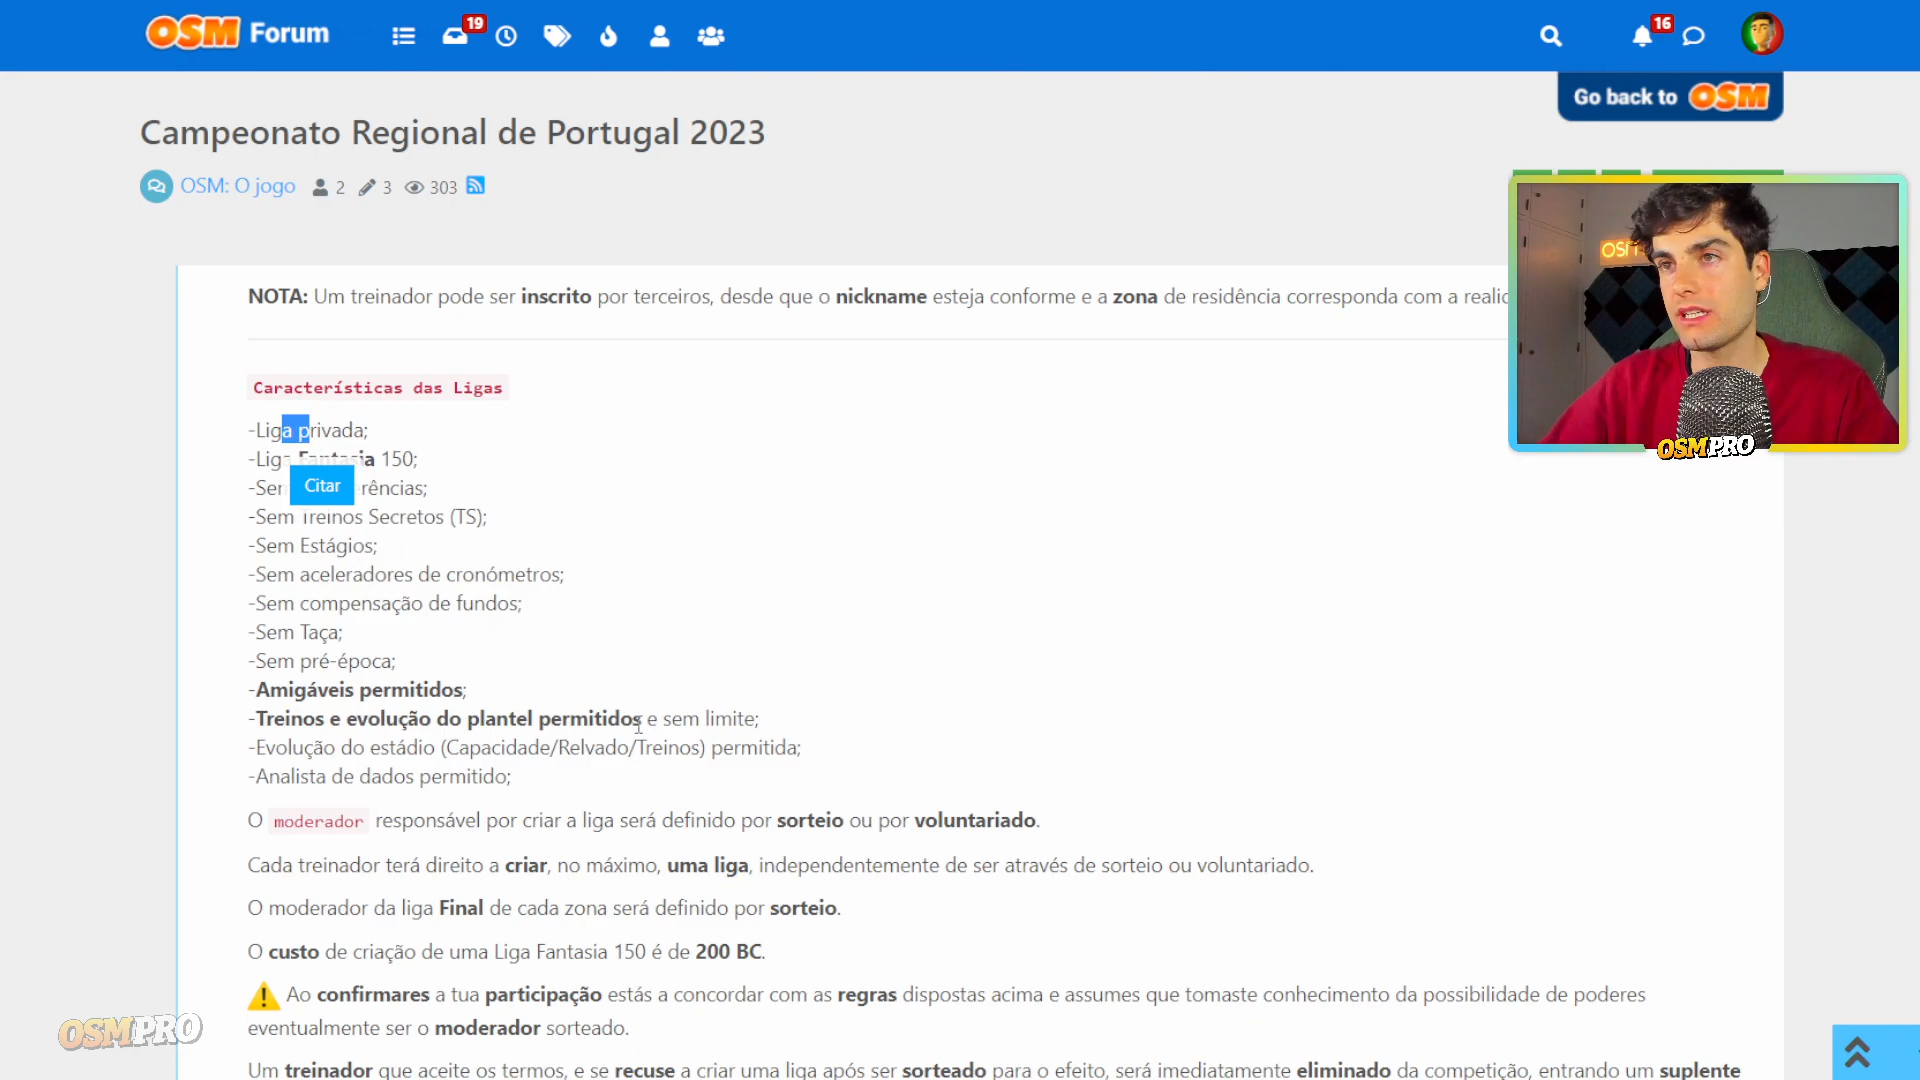 OSM Forum
19
16
Go back to OSM
Campeonato Regional de Portugal 2023
OSM: O jogo 2 3 303
NOTA: Um treinador pode ser inscrito por terceiros, desde que o nickname esteja conforme e a zona de residência corresponda com a
Características das Ligas
-Liga privada;
-Liga Fantasia 150;
Citar
-Sem Treinos Secretos (TS);
-Sem Estágios;
-Sem aceleradores de cronómetros;
-Sem compensação de fundos;
-Sem Taça;
-Sem pré-época;
-Amigáveis permitidos;
-Treinos e evolução do plantel permitidos e sem limite;
-Evolução do estádio (Capacidade/Relvado/Treinos) permitida;
-Analista de dados permitido;
O moderador responsável por criar a liga será definido por sorteio ou por voluntariado.
Cada treinador terá direito a criar, no máximo, uma liga, independentemente de ser através de sorteio ou voluntariado.
O moderador da liga Final de cada zona será definido por sorteio.
O custo de criação de uma Liga Fantasia 150 é de 200 BC.
Ao confirmares a tua participação estás a concordar com as regras dispostas acima e assumes que tomaste conhecimento da possibilidade de poderes
eventualmente ser o moderador sorteado.
Um treinador que aceite os termos, e se recuse a criar uma liga após ser sorteado para o efeito, será imediatamente eliminado da competição, entrando um suplente
OSMPRO
OSMPRO